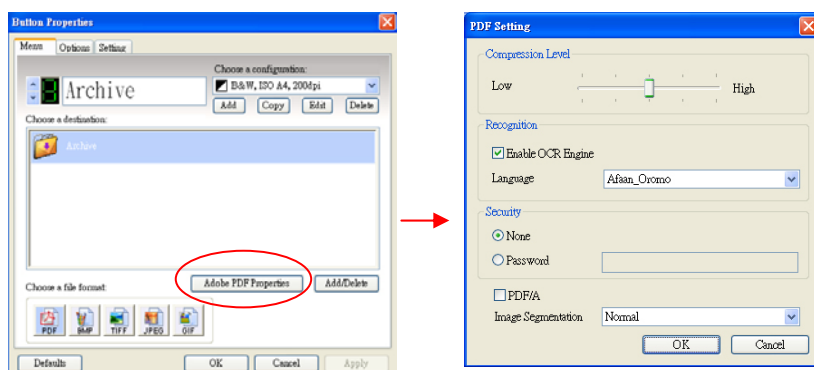 Button Properties
Menu Options Setting
Choose a configuration:
Archive
B&W, ISO A4, 200dpi
Add Copy Edit Delete
Choose a destination:
Archive
Adobe PDF Properties Add/Delete
Choose a file format:
PDF BMP TIFF JPEG GIF
Defaults OK Cancel Apply
PDF Setting
Compression Level
Low High
Recognition
Enable OCR Engine
Language Afaan_Oromo
Security
None
Password
PDF/A
Image Segmentation Normal
OK Cancel